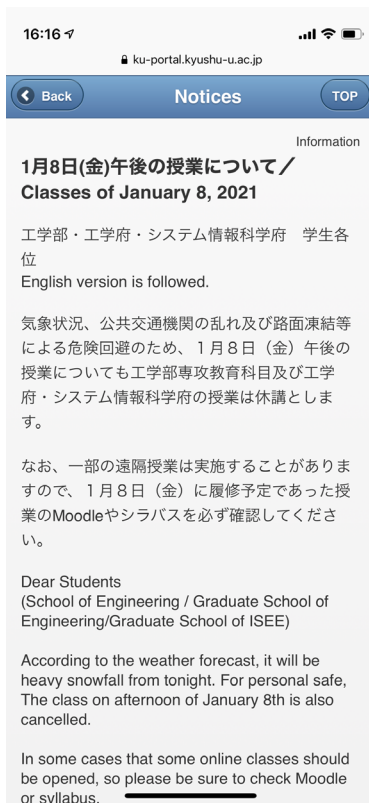 16:16
ku-portal.kyushu-u.ac.jp
Back
Notices
TOP
Information
1月8日(金)午後の授業について／
Classes of January 8, 2021
工学部・工学府・システム情報科学府　学生各
位
English version is followed.
気象状況、公共交通機関の乱れ及び路面凍結等
による危険回避のため、１月８日（金）午後の
授業についても工学部専攻教育科目及び工学
府・システム情報科学府の授業は休講としま
す。
なお、一部の遠隔授業は実施することがありま
すので、１月８日（金）に履修予定であった授
業のMoodleやシラバスを必ず確認してくださ
い。
Dear Students
(School of Engineering / Graduate School of
Engineering/Graduate School of ISEE)
According to the weather forecast, it will be
heavy snowfall from tonight. For personal safe,
The class on afternoon of January 8th is also
cancelled.
In some cases that some online classes should
be opened, so please be sure to check Moodle
or syllabus.